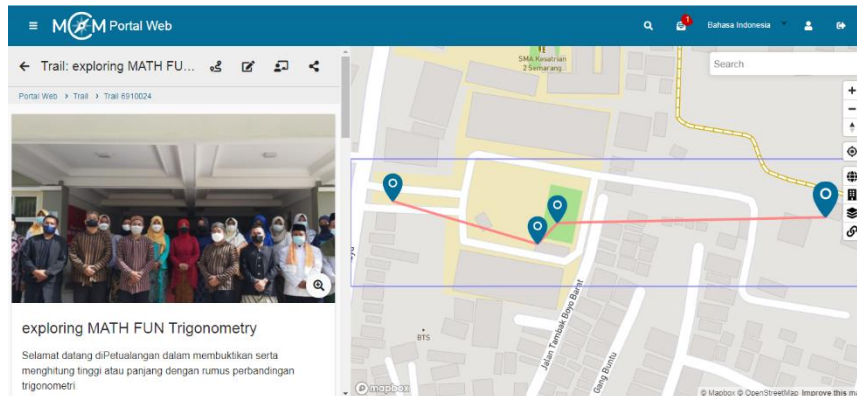 MCM Portal Web
1
Bahasa Indonesia
Trail: exploring MATH FU...
Portal Web > Trail > Trail 6910024
exploring MATH FUN Trigonometry
Selamat datang diPetualangan dalam membuktikan serta
menghitung tinggi atau panjang dengan rumus perbandingan
trigonometri
SMA Kesatrian
2 Semarang
Search
BTS
Jalan Tambak Boyo Barat
Gang Buntu
mapbox
© Mapbox © OpenStreetMap Improve this ma